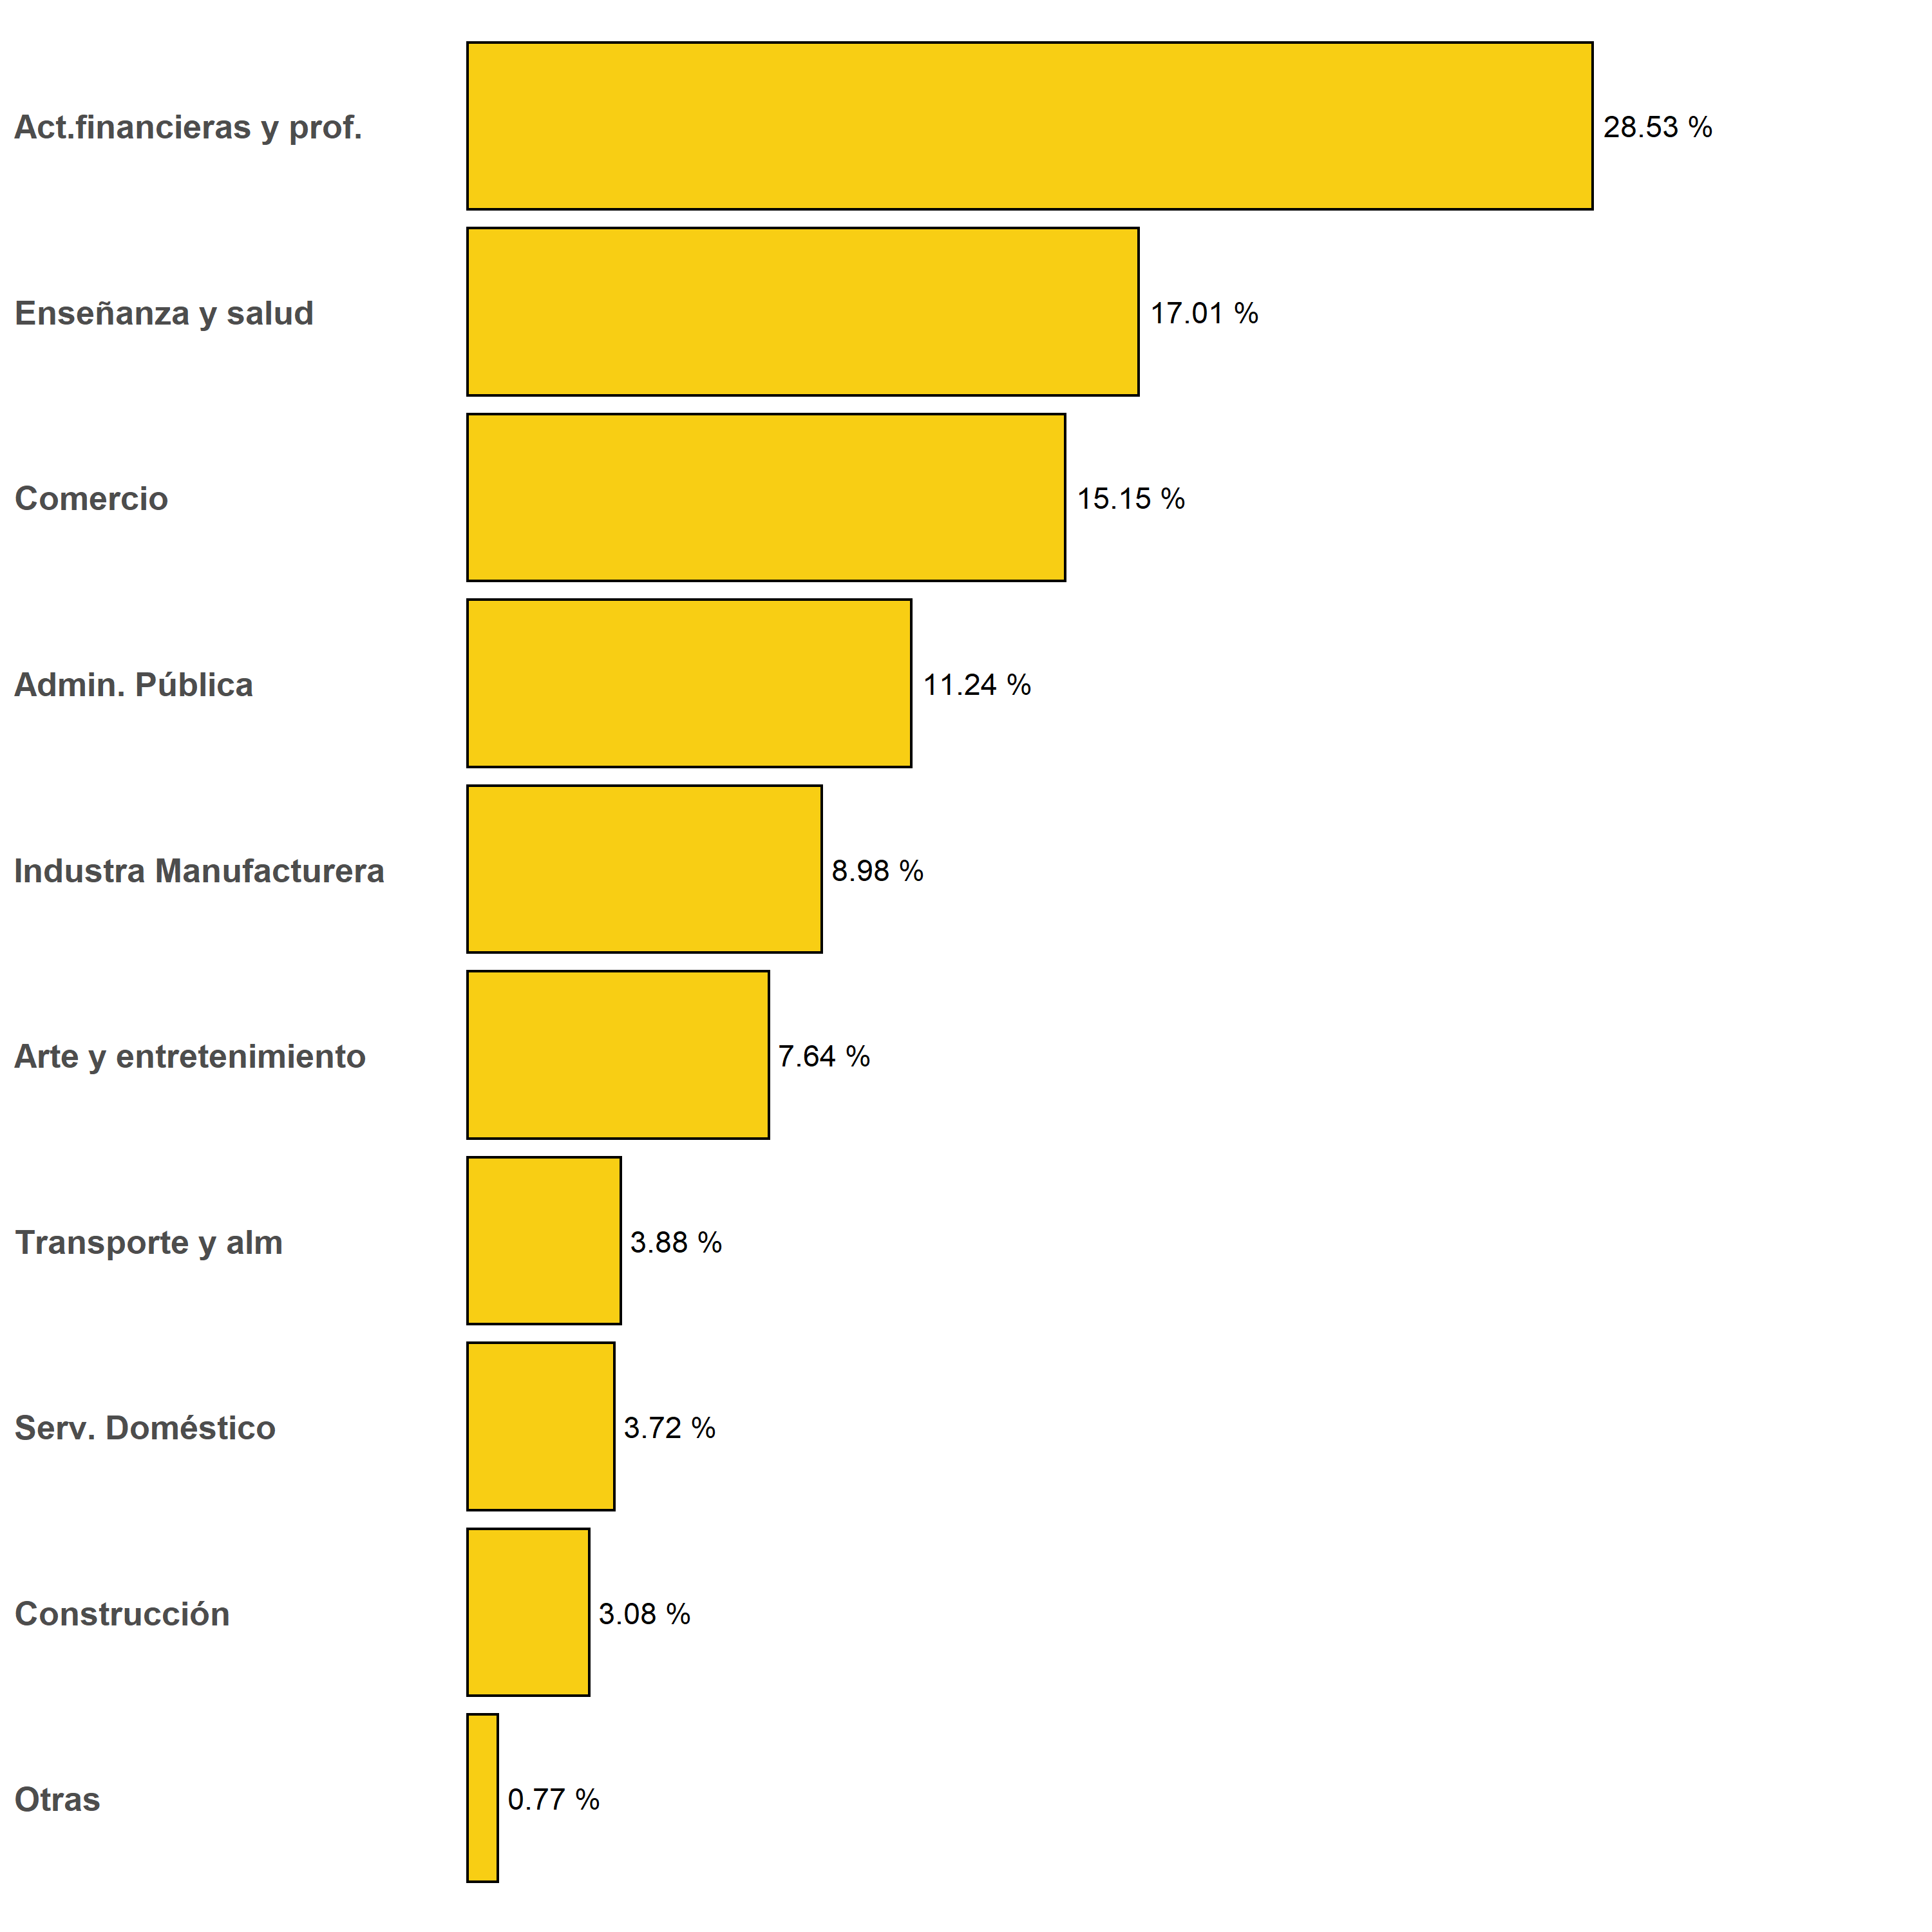 Act.financieras y prof. 28.53 %
Enseñanza y salud 17.01 %
Comercio 15.15 %
Admin. Pública 11.24 %
Industra Manufacturera 8.98 %
Arte y entretenimiento 7.64 %
Transporte y alm 3.88 %
Serv. Doméstico 3.72 %
Construcción 3.08 %
Otras 0.77 %